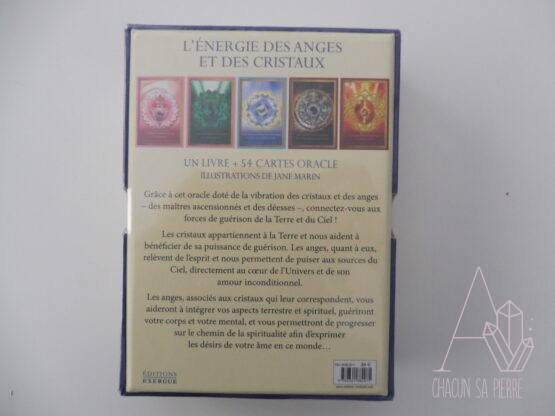 L'ÉNERGIE DES ANGES
ET DES CRISTAUX
UN LIVRE + 54 CARTES ORACLE
ILLUSTRATIONS DE JANE MARIN
Grâce à cet oracle doté de la vibration des cristaux et des anges
– des maîtres ascensionnés et des déesses –, connectez-vous aux
forces de guérison de la Terre et du Ciel !
Les cristaux appartiennent à la Terre et nous aident à
bénéficier de sa puissance de guérison. Les anges, quant à eux,
relèvent de l'esprit et nous permettent de puiser aux sources du
Ciel, directement au cœur de l'Univers et de son
amour inconditionnel.
Les anges, associés aux cristaux qui leur correspondent, vous
aideront à intégrer vos aspects terrestre et spirituel, guériront
votre corps et votre mental, et vous permettront de progresser
sur le chemin de la spiritualité afin d'exprimer
les désirs de votre âme en ce monde…
ÉDITIONS
EXERGUE
CHACUN SA PIERRE